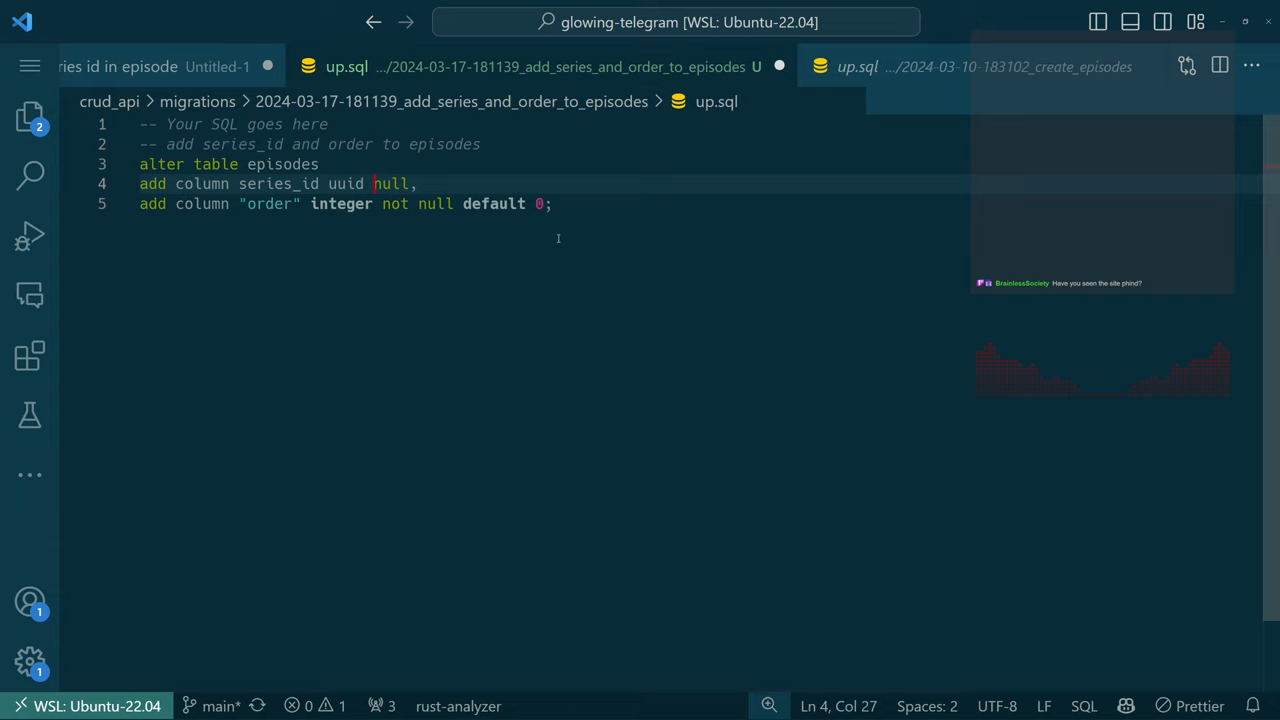 glowing-telegram [WSL: Ubuntu-22.04]
ries id in episode Untitled-1
up.sql .../2024-03-17-181139_add_series_and_order_to_episodes U
up.sql .../2024-03-10-183102_create_episodes
crud_api > migrations > 2024-03-17-181139_add_series_and_order_to_episodes > up.sql
1 -- Your SQL goes here
2 -- add series_id and order to episodes
3 alter table episodes
4 add column series_id uuid null,
5 add column "order" integer not null default 0;
BrainlessSociety Have you seen the site phind?
2
1
1
WSL: Ubuntu-22.04 main* 0 1 3 rust-analyzer Ln 4, Col 27 Spaces: 2 UTF-8 LF SQL Prettier